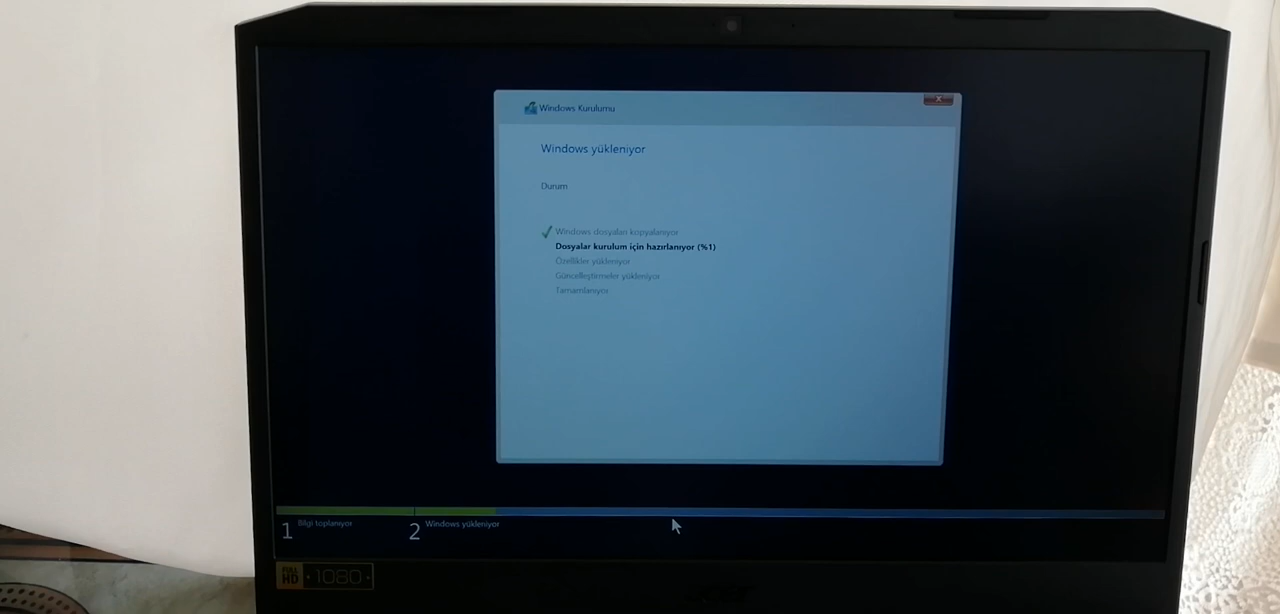 Windows Kurulumu
Windows yükleniyor
Durum
Windows dosyaları kopyalanıyor
Dosyalar kurulum için hazırlanıyor (%1)
Özellikler yükleniyor
Güncelleştirmeler yükleniyor
Tamamlanıyor
1 Bilgi toplanıyor
2 Windows yükleniyor
FULL HD 1080